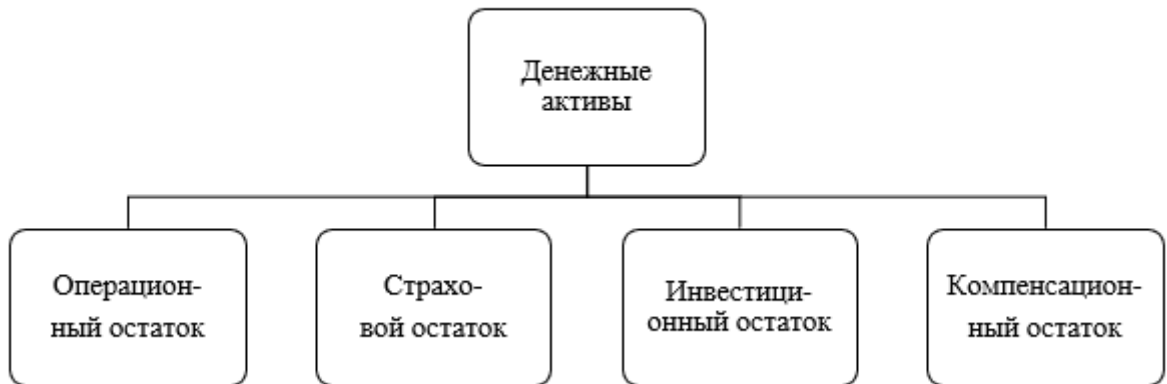 Денежные
активы
Операцион-
ный остаток
Страхо-
вой остаток
Инвестици-
онный остаток
Компенсацион-
ный остаток